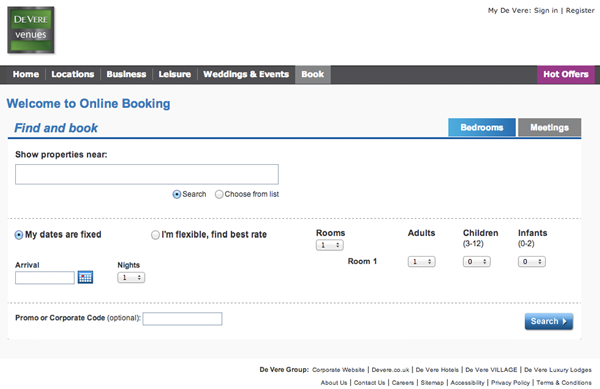 My De Vere: Sign in | Register
DE VERE
venues
Home Locations Business Leisure Weddings & Events Book Hot Offers
Welcome to Online Booking
Find and book Bedrooms Meetings
Show properties near:
Search Choose from list
My dates are fixed I'm flexible, find best rate Rooms Adults Children Infants
(3-12) (0-2)
1
Room 1 1 0 0
Arrival Nights
1
Promo or Corporate Code (optional): Search
De Vere Group: Corporate Website | Devere.co.uk | De Vere Hotels | De Vere VILLAGE | De Vere Luxury Lodges
About Us | Contact Us | Careers | Sitemap | Accessibility | Privacy Policy | Terms & Conditions